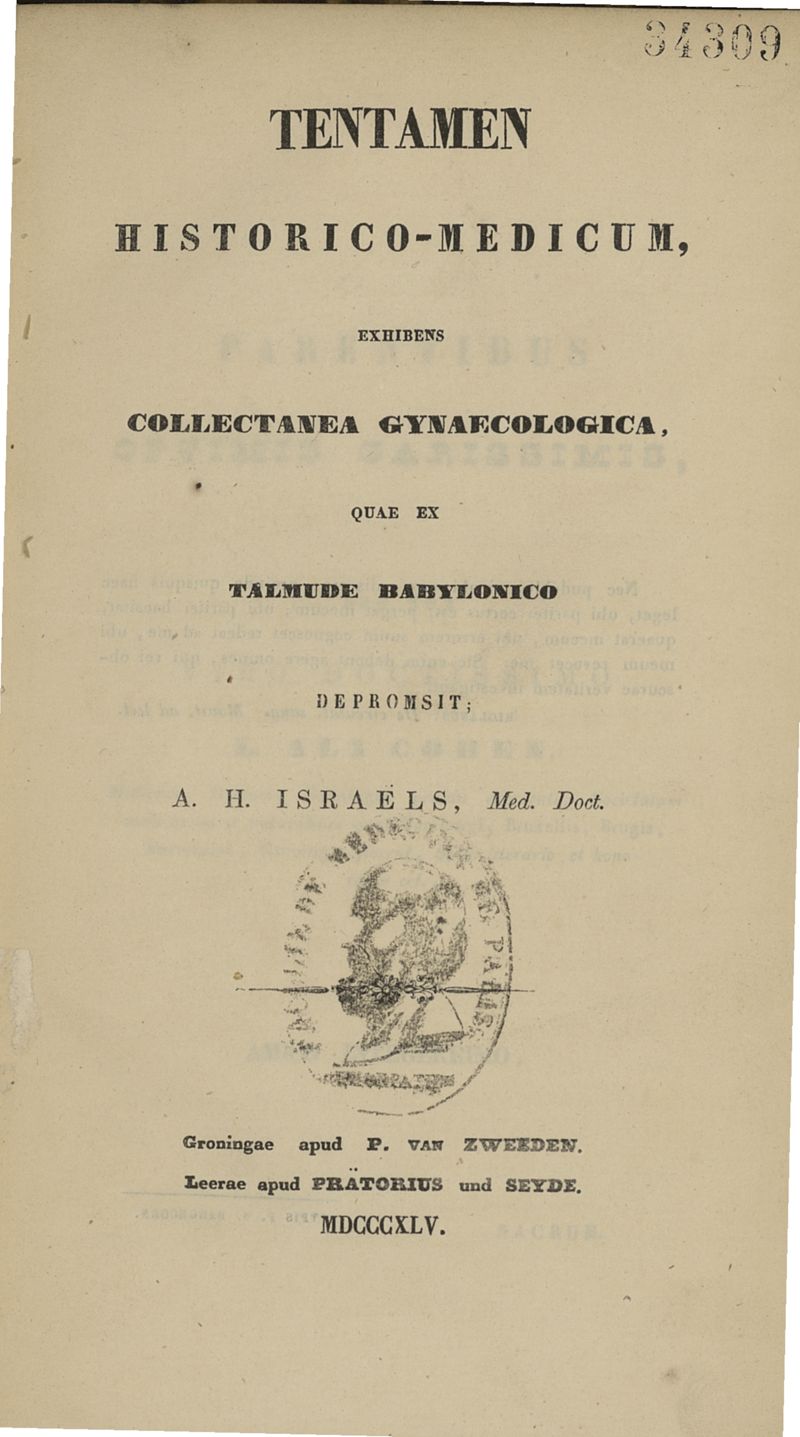 34309
TENTAMEN
HISTORICO-MEDICUM,
EXHIBENS
COLLECTANEA GYNAECOLOGICA,
QUAE EX
TALMUDE BABYLONICO
DEPROMSIT;
A. H. ISRAËLS, Med. Doct.
Groningae apud P. VAN ZWEEDEN.
Leerae apud PRÄTORIUS und SEYDE.
MDCCCXLV.